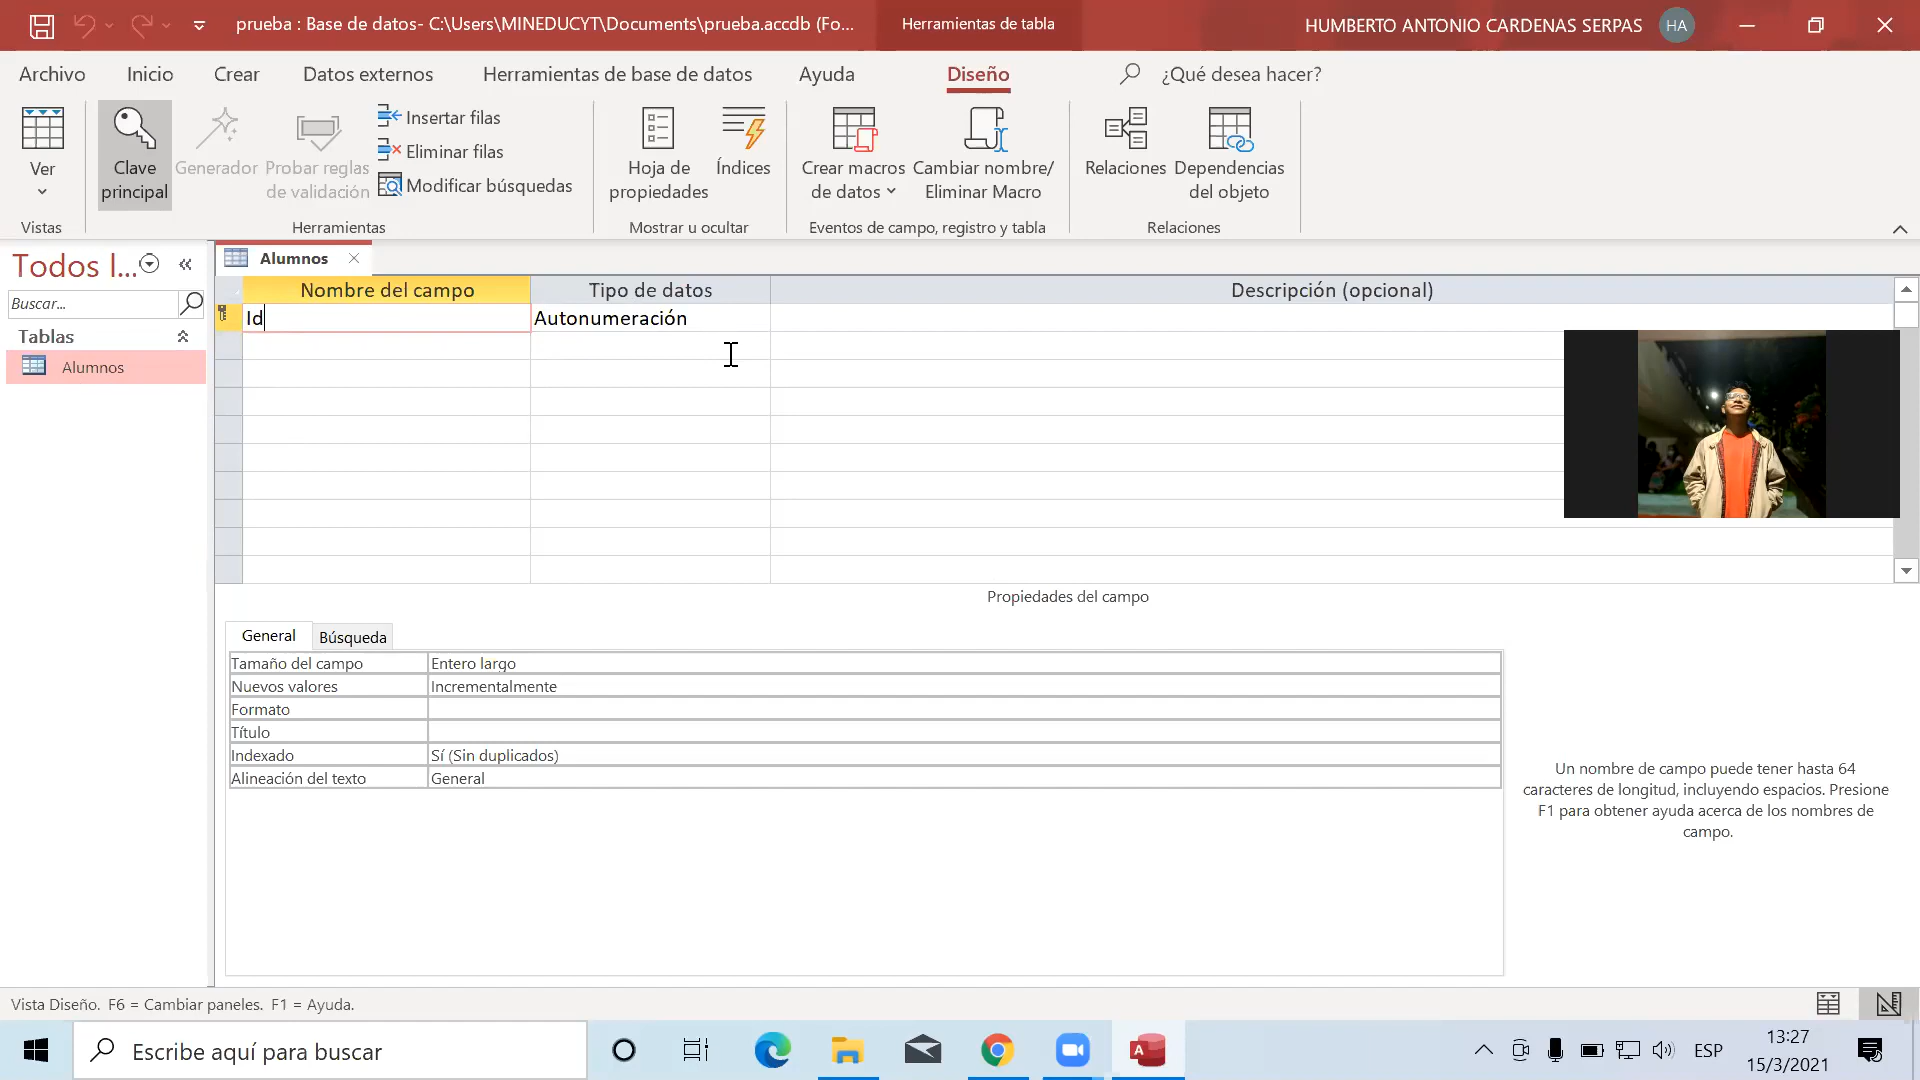 prueba : Base de datos- C:\Users\MINEDUCYT\Documents\prueba.accdb (Fo...
Herramientas de tabla
HUMBERTO ANTONIO CARDENAS SERPAS
HA
Archivo
Inicio
Crear
Datos externos
Herramientas de base de datos
Ayuda
Diseño
¿Qué desea hacer?
Ver
Clave
principal
Generador
Probar reglas
de validación
Insertar filas
Eliminar filas
Modificar búsquedas
Hoja de
propiedades
Índices
Crear macros
de datos
Cambiar nombre/
Eliminar Macro
Relaciones
Dependencias
del objeto
Vistas
Herramientas
Mostrar u ocultar
Eventos de campo, registro y tabla
Relaciones
Todos l...
Buscar...
Tablas
Alumnos
Alumnos
Nombre del campo
Tipo de datos
Descripción (opcional)
Id
Autonumeración
Propiedades del campo
General
Búsqueda
Tamaño del campo
Entero largo
Nuevos valores
Incrementalmente
Formato
Título
Indexado
Sí (Sin duplicados)
Alineación del texto
General
Un nombre de campo puede tener hasta 64
caracteres de longitud, incluyendo espacios. Presione
F1 para obtener ayuda acerca de los nombres de
campo.
Vista Diseño.  F6 = Cambiar paneles.  F1 = Ayuda.
Escribe aquí para buscar
A
ESP
13:27
15/3/2021